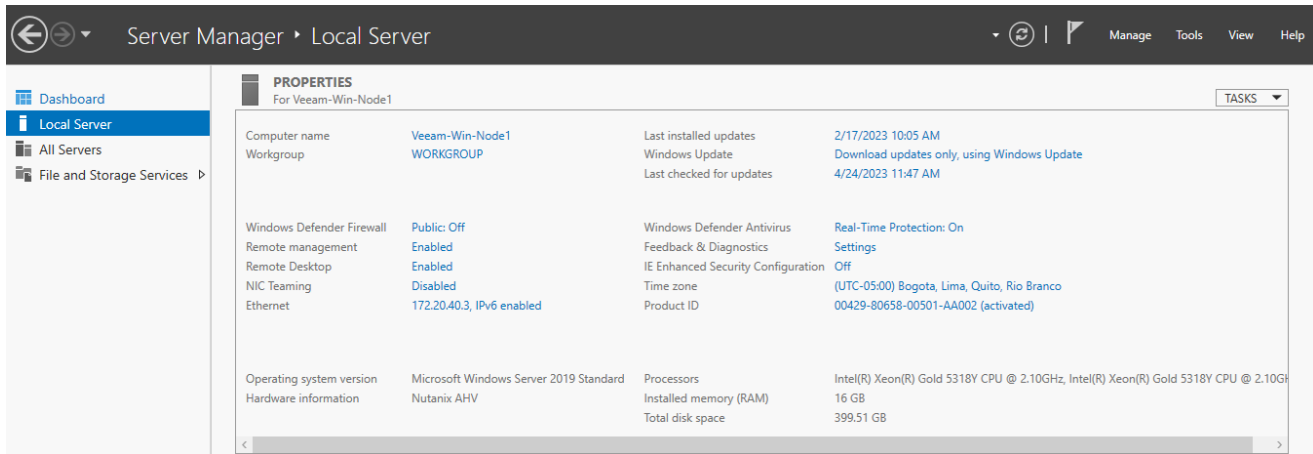 Server Manager ‣ Local Server
Manage Tools View Help
Dashboard
Local Server
All Servers
File and Storage Services
PROPERTIES
For Veeam-Win-Node1
TASKS
Computer name Veeam-Win-Node1 Last installed updates 2/17/2023 10:05 AM
Workgroup WORKGROUP Windows Update Download updates only, using Windows Update
Last checked for updates 4/24/2023 11:47 AM
Windows Defender Firewall Public: Off Windows Defender Antivirus Real-Time Protection: On
Remote management Enabled Feedback & Diagnostics Settings
Remote Desktop Enabled IE Enhanced Security Configuration Off
NIC Teaming Disabled Time zone (UTC-05:00) Bogota, Lima, Quito, Rio Branco
Ethernet 172.20.40.3, IPv6 enabled Product ID 00429-80658-00501-AA002 (activated)
Operating system version Microsoft Windows Server 2019 Standard Processors Intel(R) Xeon(R) Gold 5318Y CPU @ 2.10GHz, Intel(R) Xeon(R) Gold 5318Y CPU @ 2.10GH
Hardware information Nutanix AHV Installed memory (RAM) 16 GB
Total disk space 399.51 GB